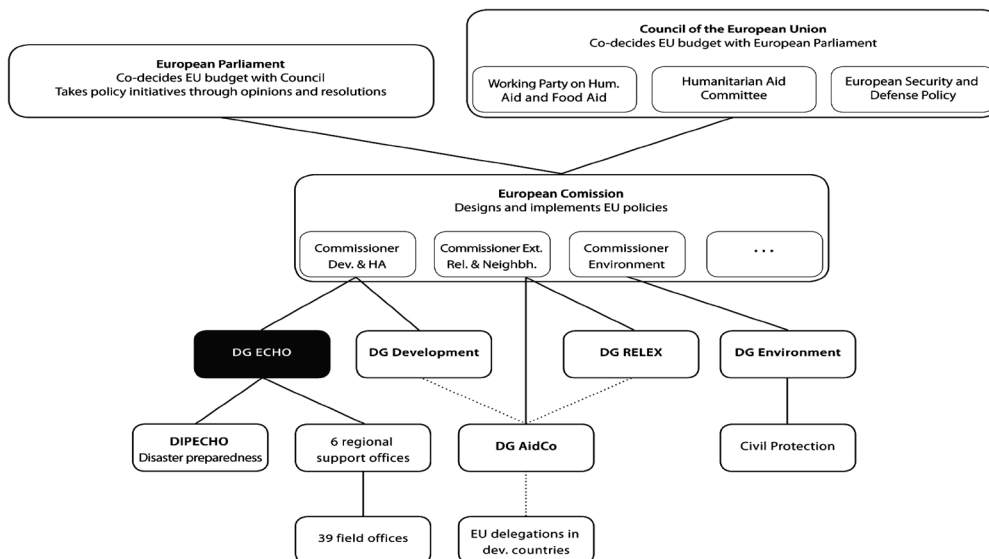 European Parliament
Co-decides EU budget with Council
Takes policy initiatives through opinions and resolutions
Council of the European Union
Co-decides EU budget with European Parliament
Working Party on Hum.
Aid and Food Aid
Humanitarian Aid
Committee
European Security and
Defense Policy
European Comission
Designs and implements EU policies
Commissioner
Dev. & HA
Commissioner Ext.
Rel. & Neighbh.
Commissioner
Environment
...
DG ECHO
DG Development
DG RELEX
DG Environment
DIPECHO
Disaster preparedness
6 regional
support offices
DG AidCo
Civil Protection
39 field offices
EU delegations in
dev. countries